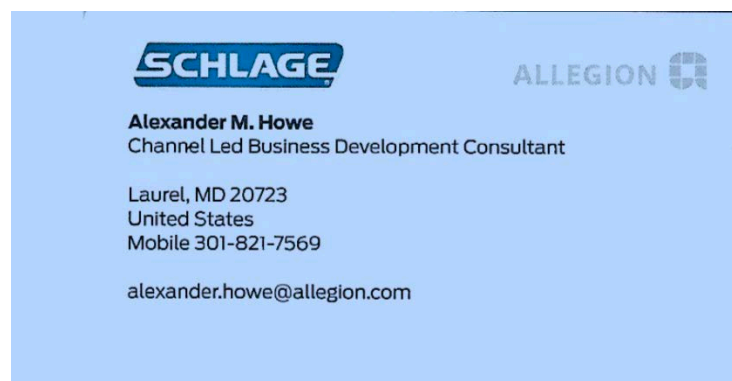 SCHLAGE
ALLEGION
Alexander M. Howe
Channel Led Business Development Consultant
Laurel, MD 20723
United States
Mobile 301-821-7569
alexander.howe@allegion.com